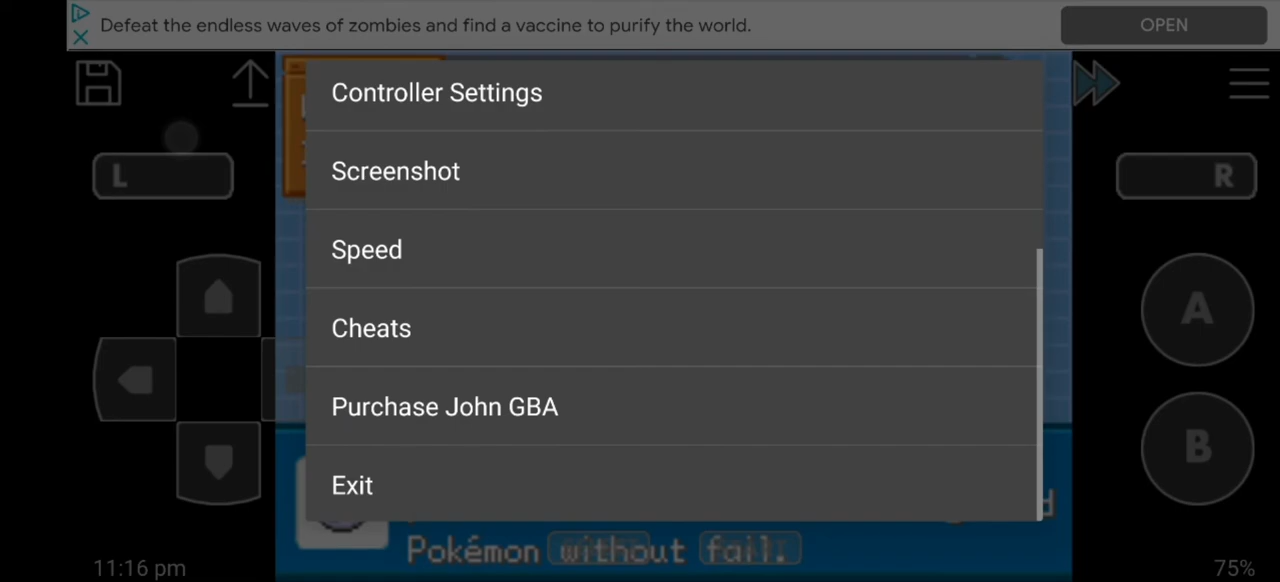 Defeat the endless waves of zombies and find a vaccine to purify the world.
OPEN
Controller Settings
L
Screenshot
R
Speed
Cheats
A
Purchase John GBA
B
Exit
Pokémon without fail.
11:16 pm
75%